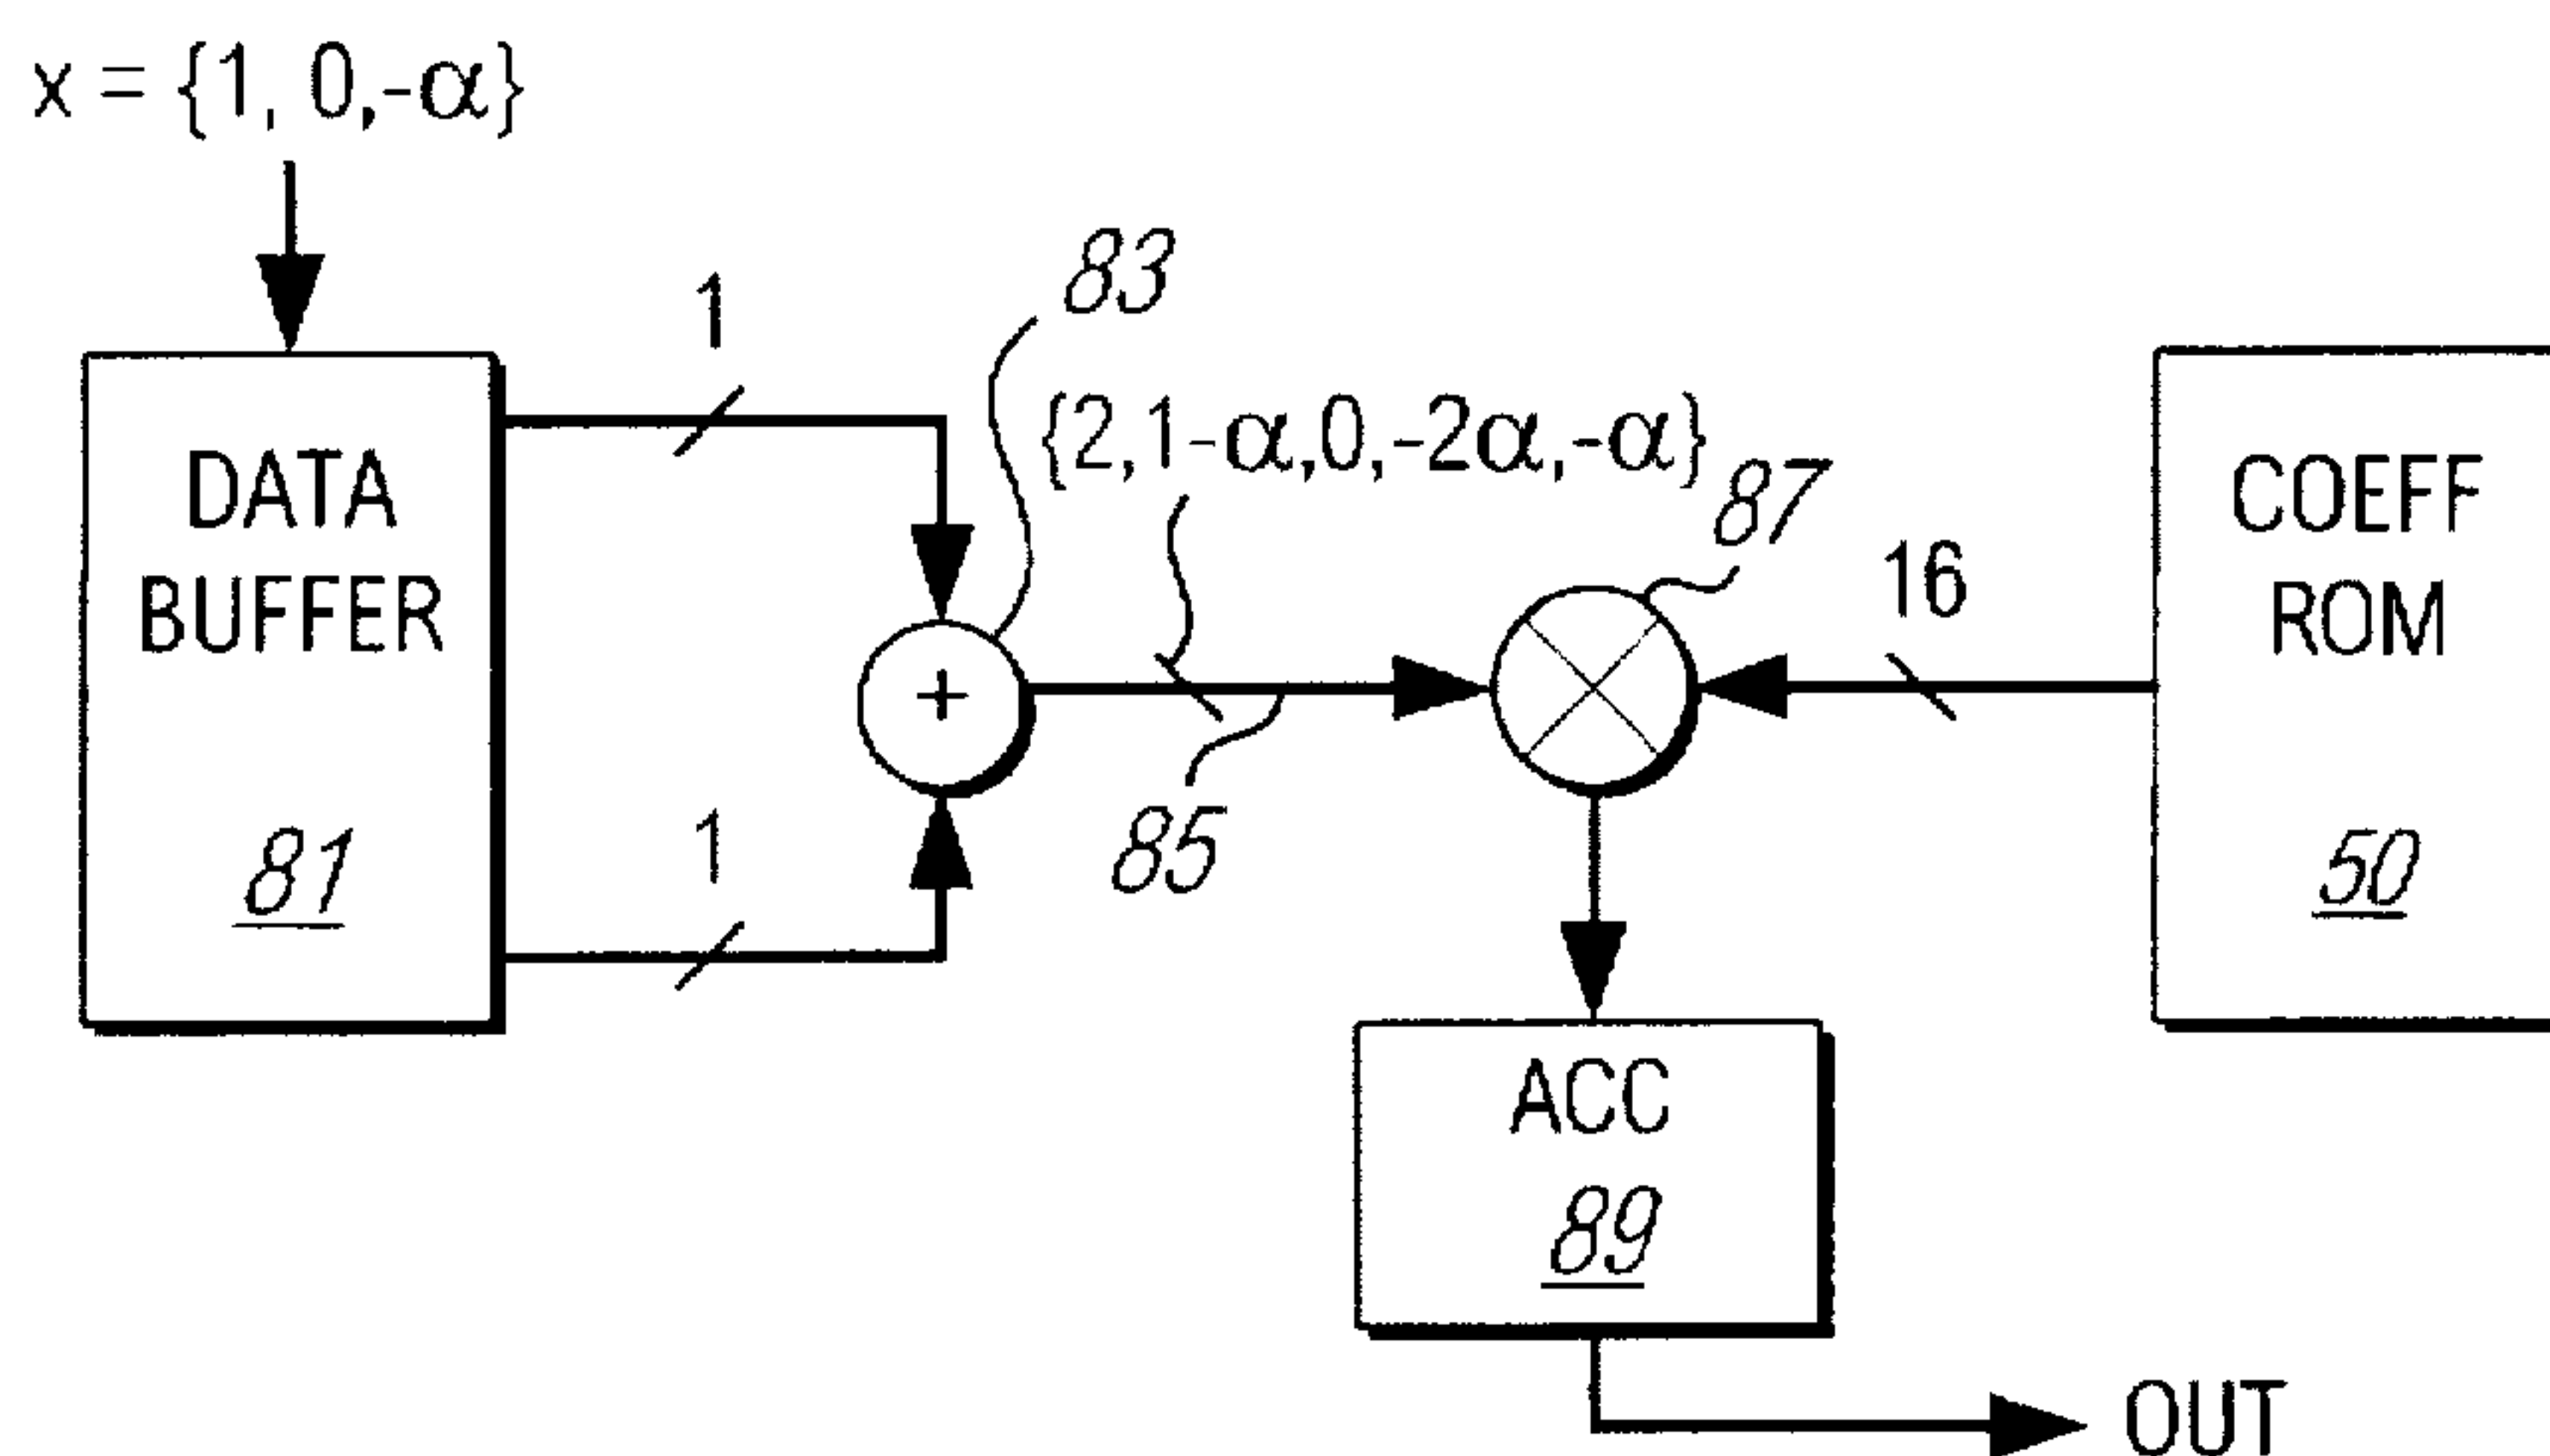 x = {1, 0,-α}
1
83
{2,1-α,0,-2α,-α}
87
16
DATA
BUFFER
81
COEFF
ROM
50
1
85
ACC
89
OUT